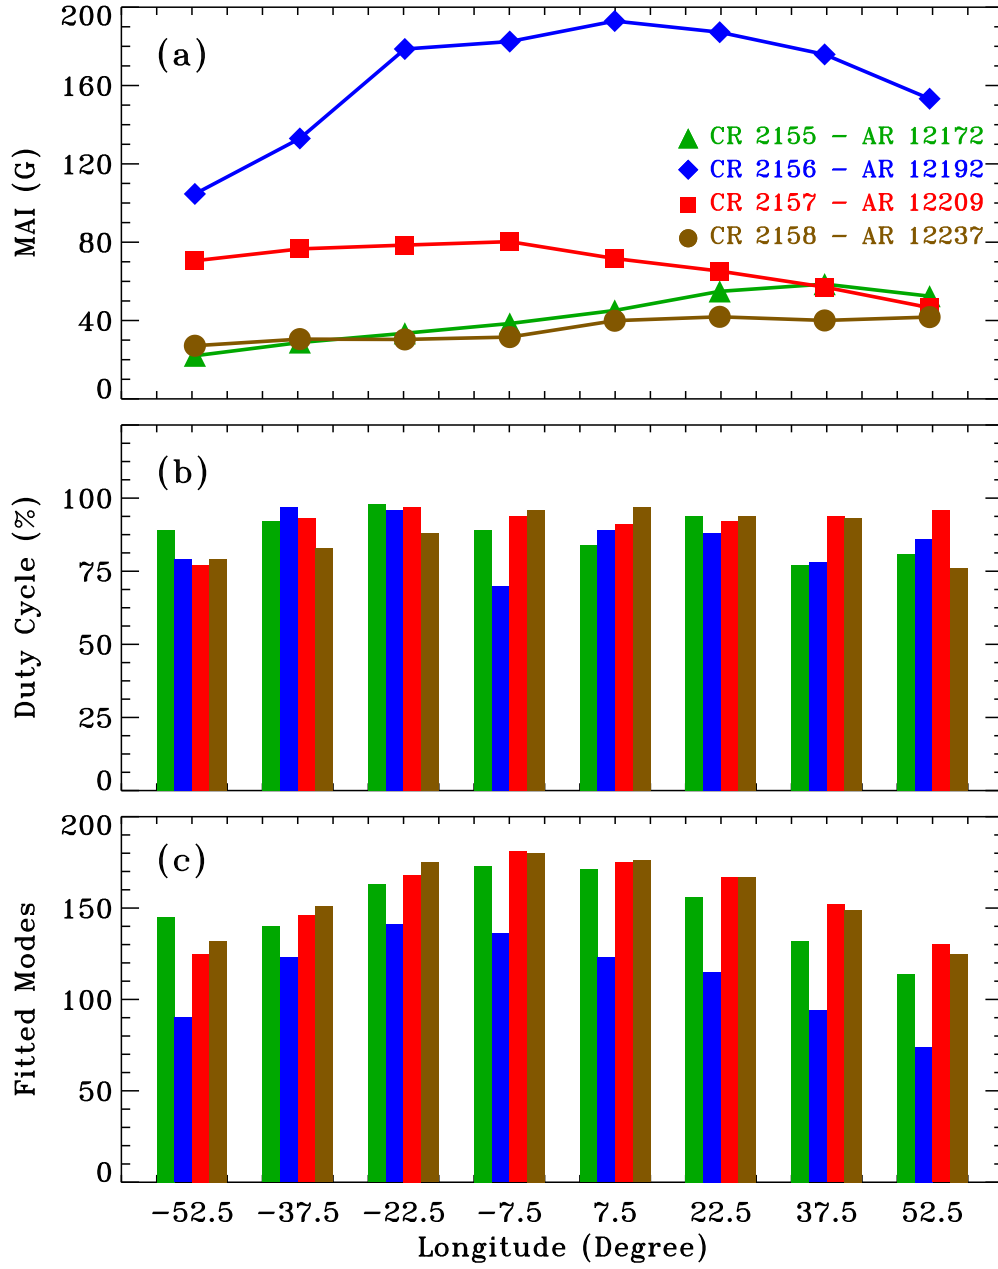 200
160
120
80
40
0
MAI (G)
(a)
CR 2155 − AR 12172
CR 2156 − AR 12192
CR 2157 − AR 12209
CR 2158 − AR 12237
100
75
50
25
0
Duty Cycle (%)
(b)
200
150
100
50
0
Fitted Modes
(c)
−52.5 −37.5 −22.5 −7.5 7.5 22.5 37.5 52.5
Longitude (Degree)